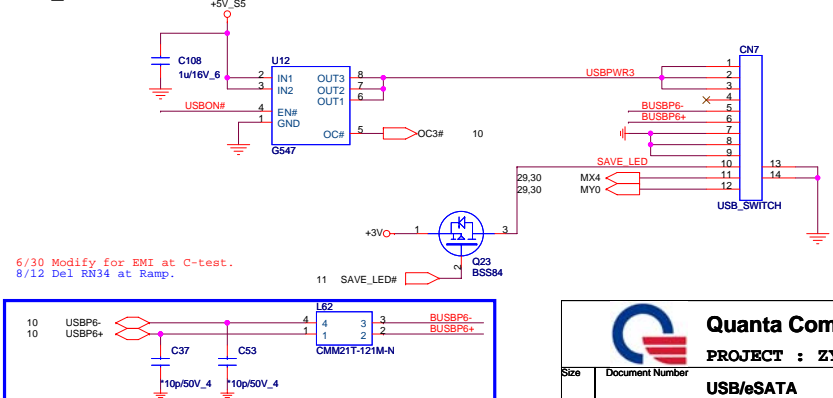 +5V_S5
C108
1u/16V_6
U12
2 IN1 OUT3 8
3 IN2 OUT2 7
OUT1 6
USBON# 4 EN#
1 GND
OC# 5 OC3# 10
G547
CN7
USBPWR3
1
2
3
4
BUSBP6- 5
BUSBP6+ 6
7
8
9
SAVE_LED 10 13
29,30 MX4 11 14
29,30 MY0 12
USB_SWITCH
+3V 1 3
Q23
BSS84
2
11 SAVE_LED#
6/30 Modify for EMI at C-test.
8/12 Del RN34 at Ramp.
L62
10 USBP6- 4 4 3 3 BUSBP6-
10 USBP6+ 1 1 2 2 BUSBP6+
CMM21T-121M-N
C37 C53
*10p/50V_4 *10p/50V_4
Quanta Com
PROJECT : ZY
Size Document Number
USB/eSATA